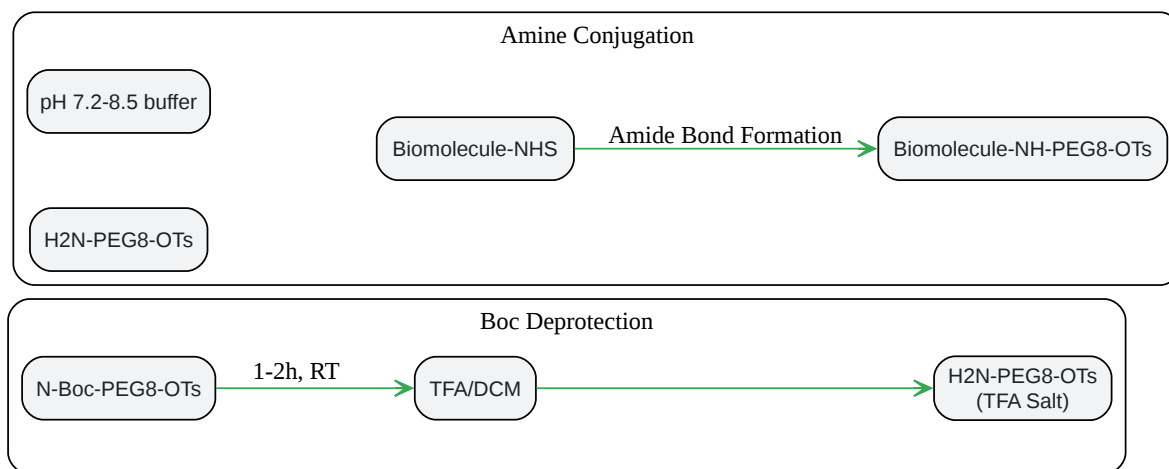 Amine Conjugation
pH 7.2-8.5 buffer
Biomolecule-NHS
Amide Bond Formation
Biomolecule-NH-PEG8-OTs
H2N-PEG8-OTs
Boc Deprotection
N-Boc-PEG8-OTs
1-2h, RT
TFA/DCM
H2N-PEG8-OTs
(TFA Salt)